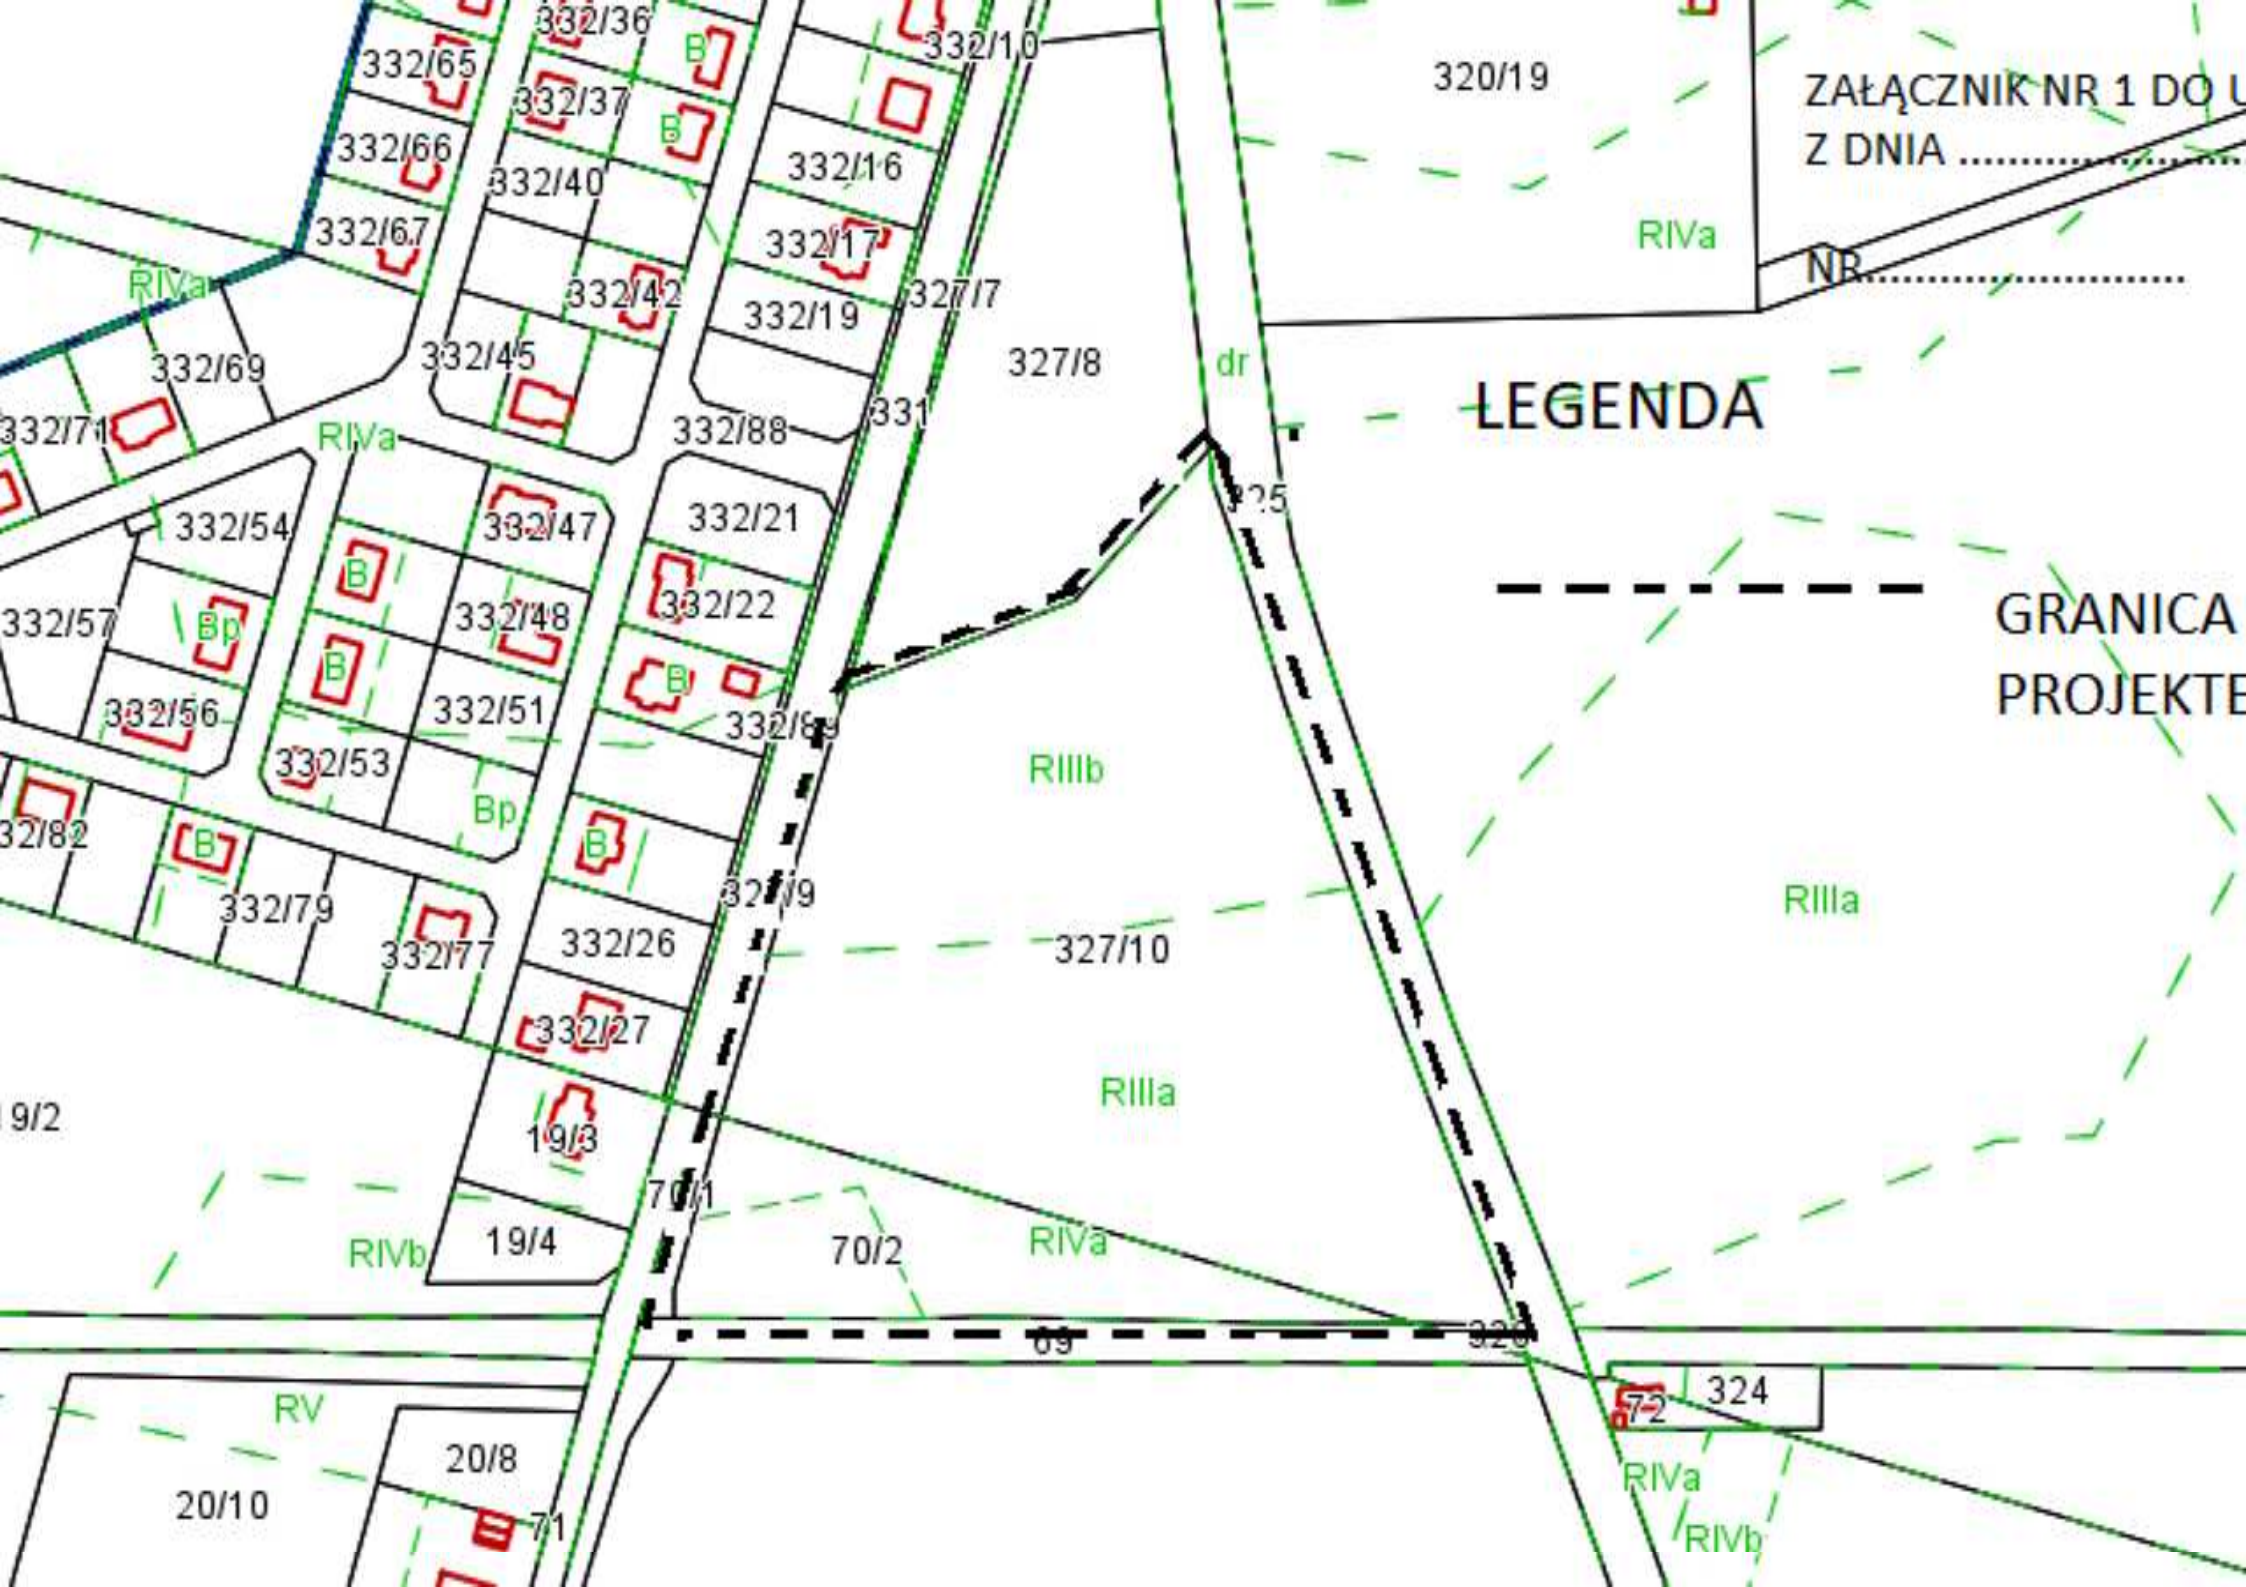 332/36
332/10
332/65
B
320/19
ZAŁĄCZNIK NR 1 DO U
332/37
B
332/66
332/16
Z DNIA ..............................
332/40
332/67
332/17
RIVa
NR..............................
RIVa
332/42
327/7
332/19
332/69
332/45
327/8
dr
LEGENDA
332/71
RIVa
332/88
331
332/54
332/47
332/21
B
332/22
GRANICA
332/57
Bp
332/48
B
B
PROJEKTE
332/56
332/51
332/89
332/53
RIIIb
Bp
B
B
RIIIa
332/79
332/77
332/26
327/10
332/27
RIIIa
19/3
70/1
RIVb
19/4
70/2
RIVa
69
RV
72
324
20/8
20/10
71
RIVa
RIVb